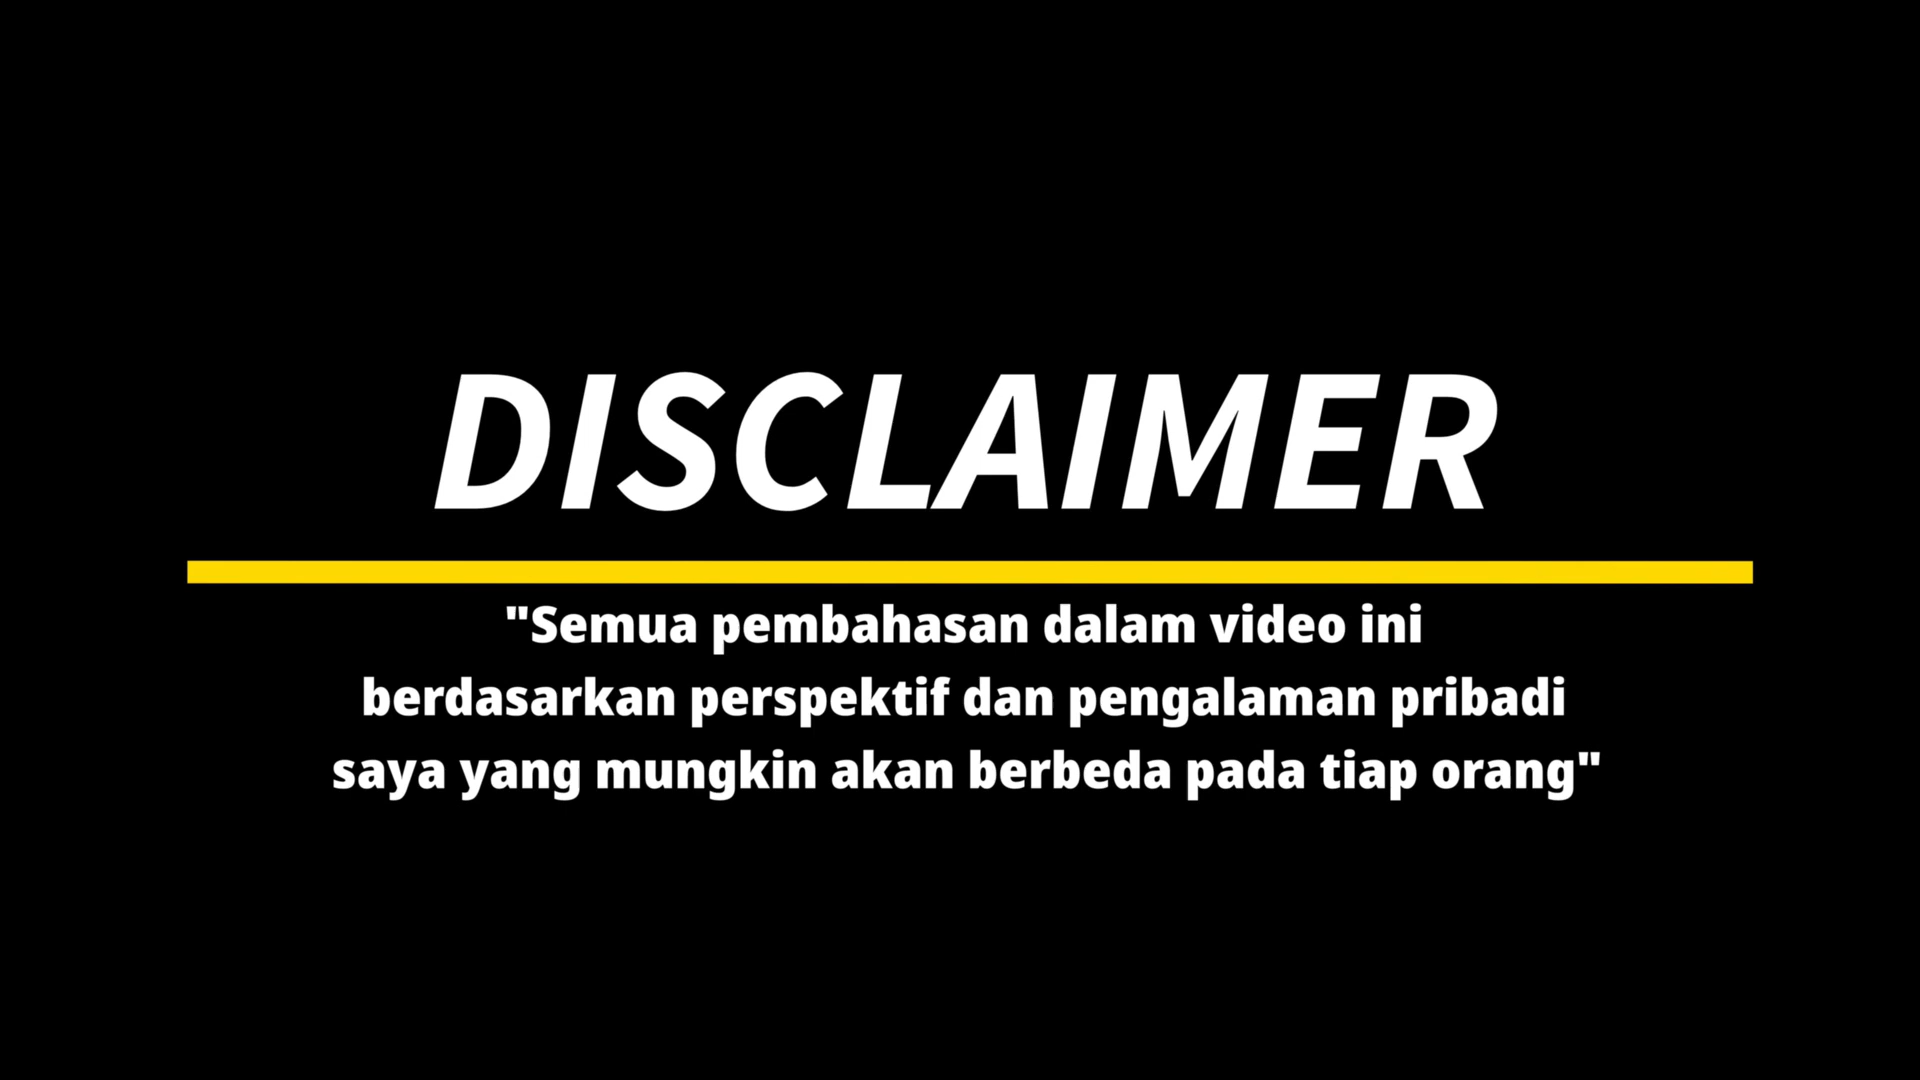 DISCLAIMER
"Semua pembahasan dalam video ini
berdasarkan perspektif dan pengalaman pribadi
saya yang mungkin akan berbeda pada tiap orang"